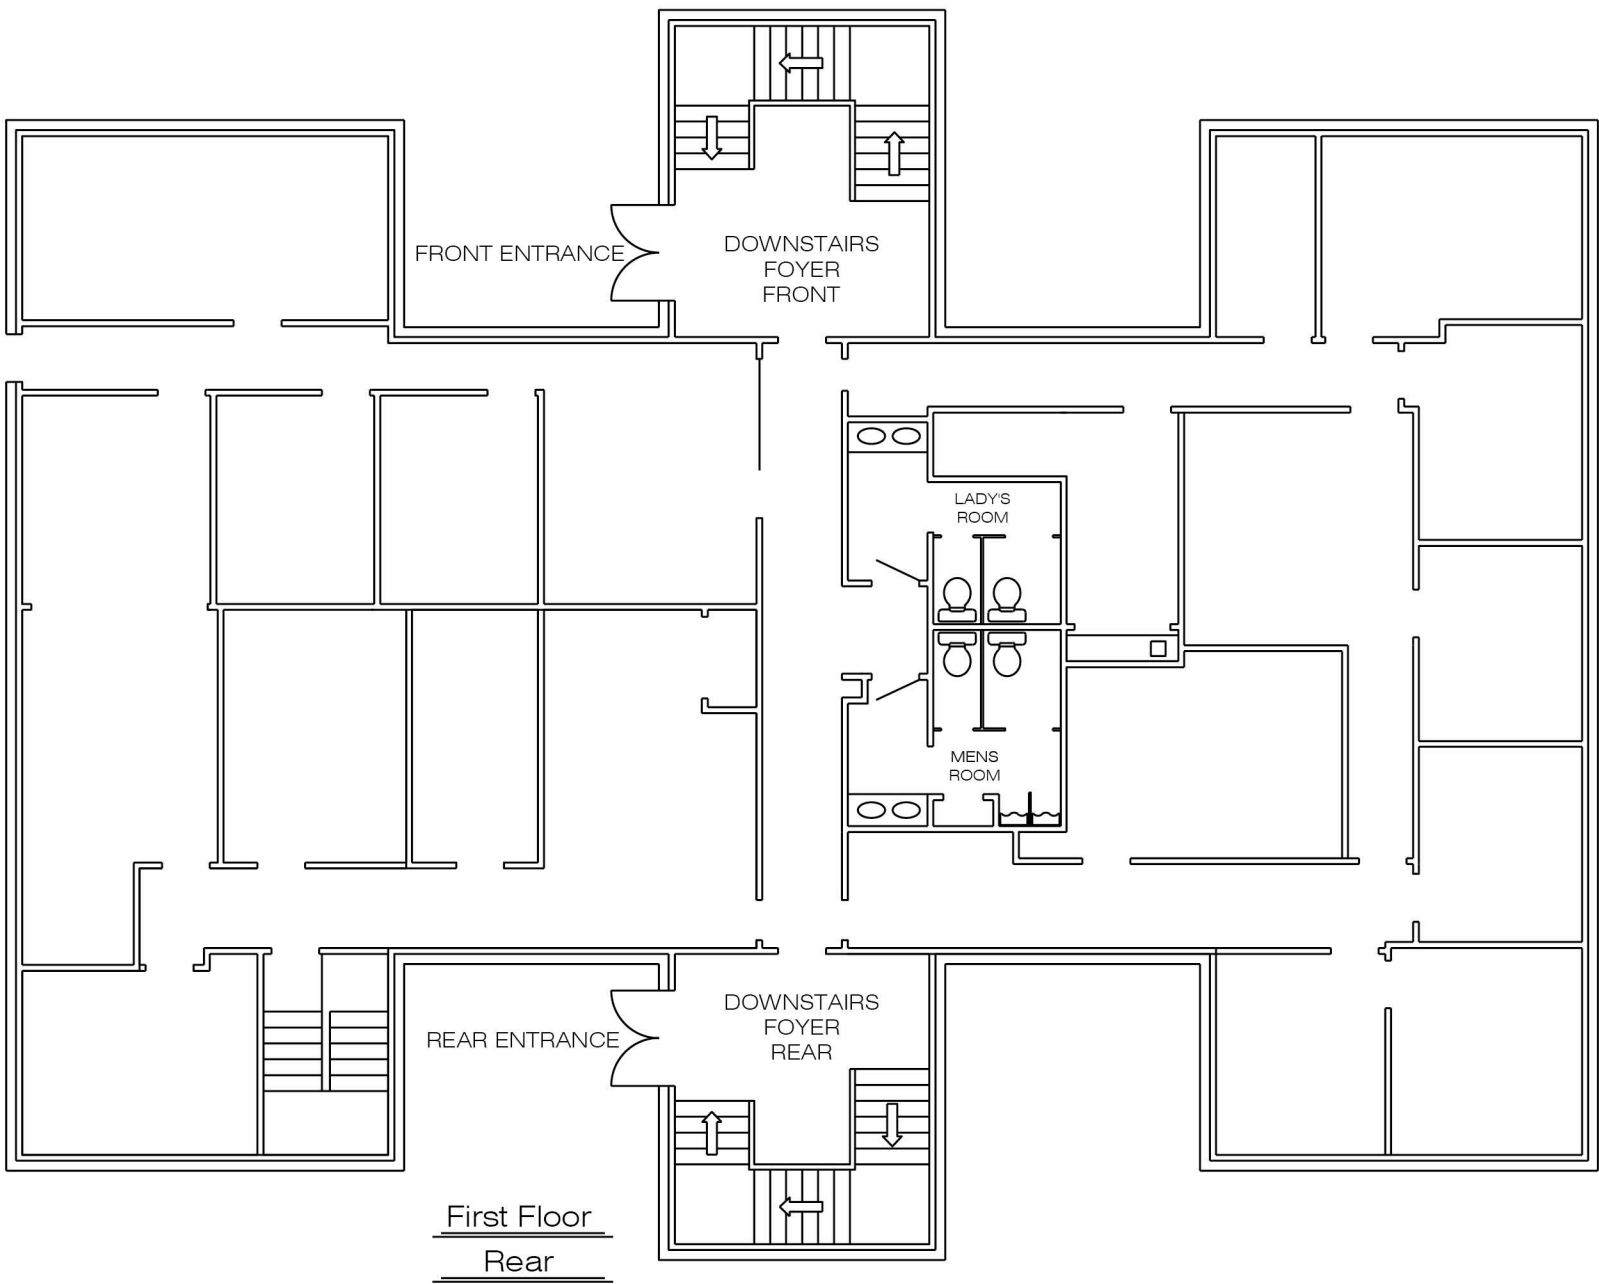 FRONT ENTRANCE
DOWNSTAIRS
FOYER
FRONT
LADY'S
ROOM
MENS
ROOM
REAR ENTRANCE
DOWNSTAIRS
FOYER
REAR
First Floor
Rear